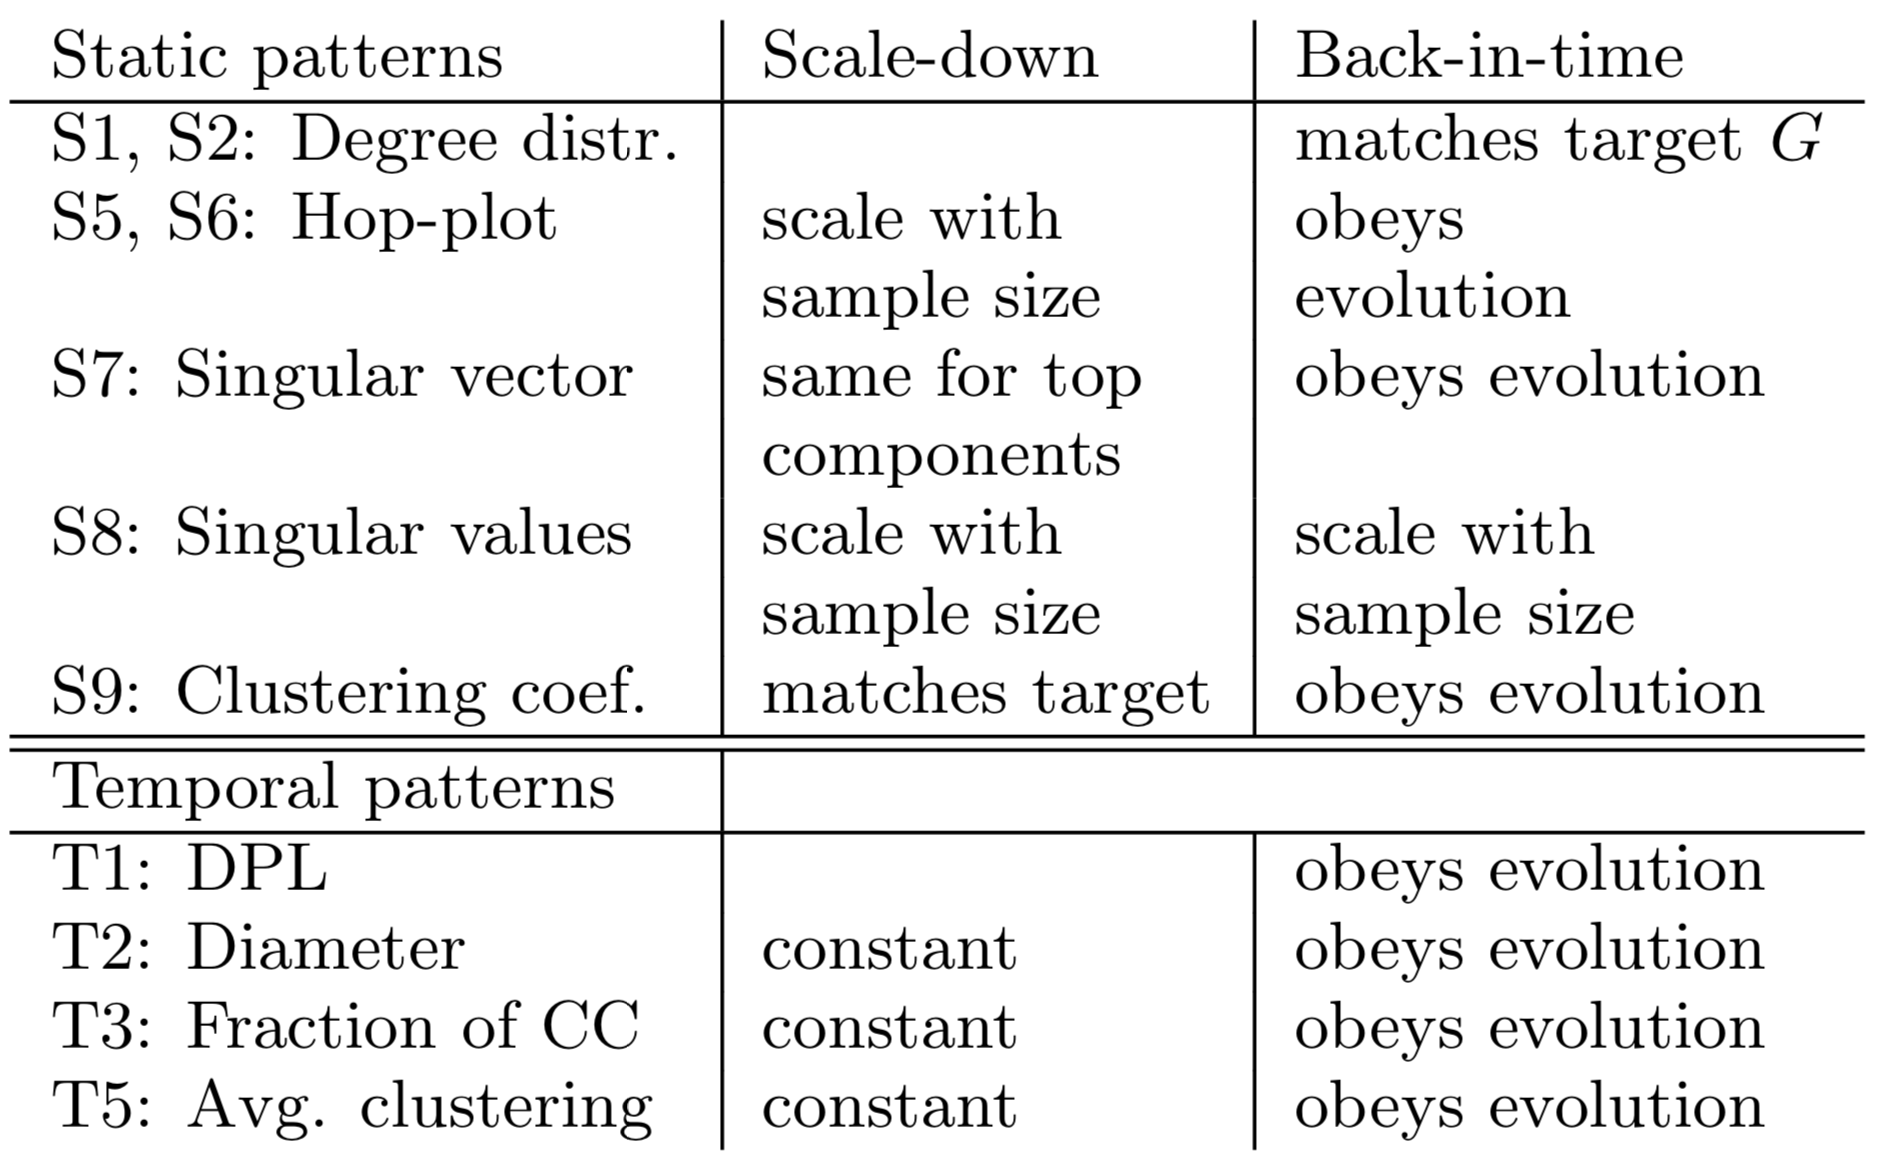 Static patterns Scale-down Back-in-time
S1, S2: Degree distr. matches target G
S5, S6: Hop-plot scale with obeys
sample size evolution
S7: Singular vector same for top obeys evolution
components
S8: Singular values scale with scale with
sample size sample size
S9: Clustering coef. matches target obeys evolution
Temporal patterns
T1: DPL obeys evolution
T2: Diameter constant obeys evolution
T3: Fraction of CC constant obeys evolution
T5: Avg. clustering constant obeys evolution